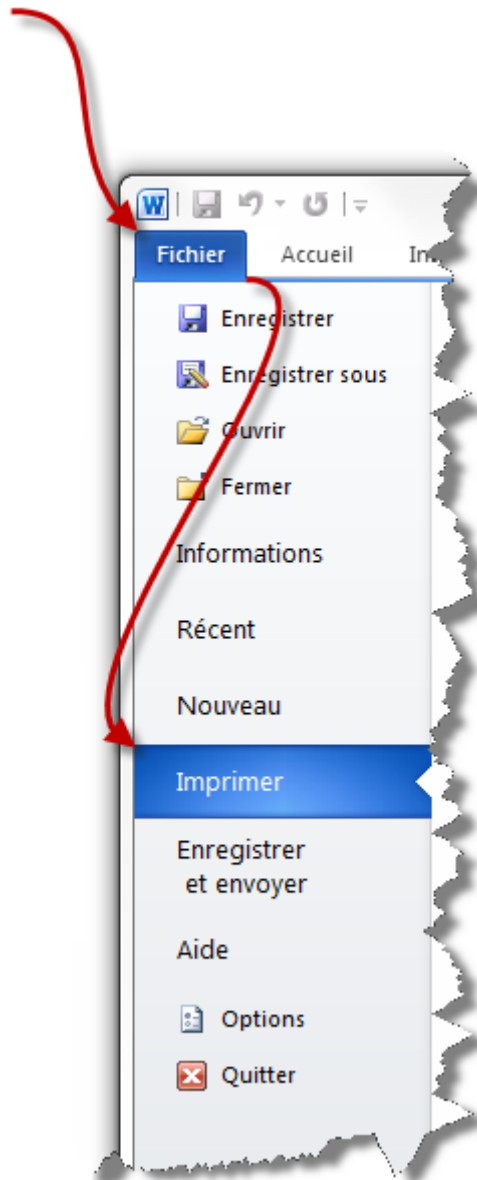 W
Fichier Accueil
Enregistrer
Enregistrer sous
Ouvrir
Fermer
Informations
Récent
Nouveau
Imprimer
Enregistrer
et envoyer
Aide
Options
Quitter